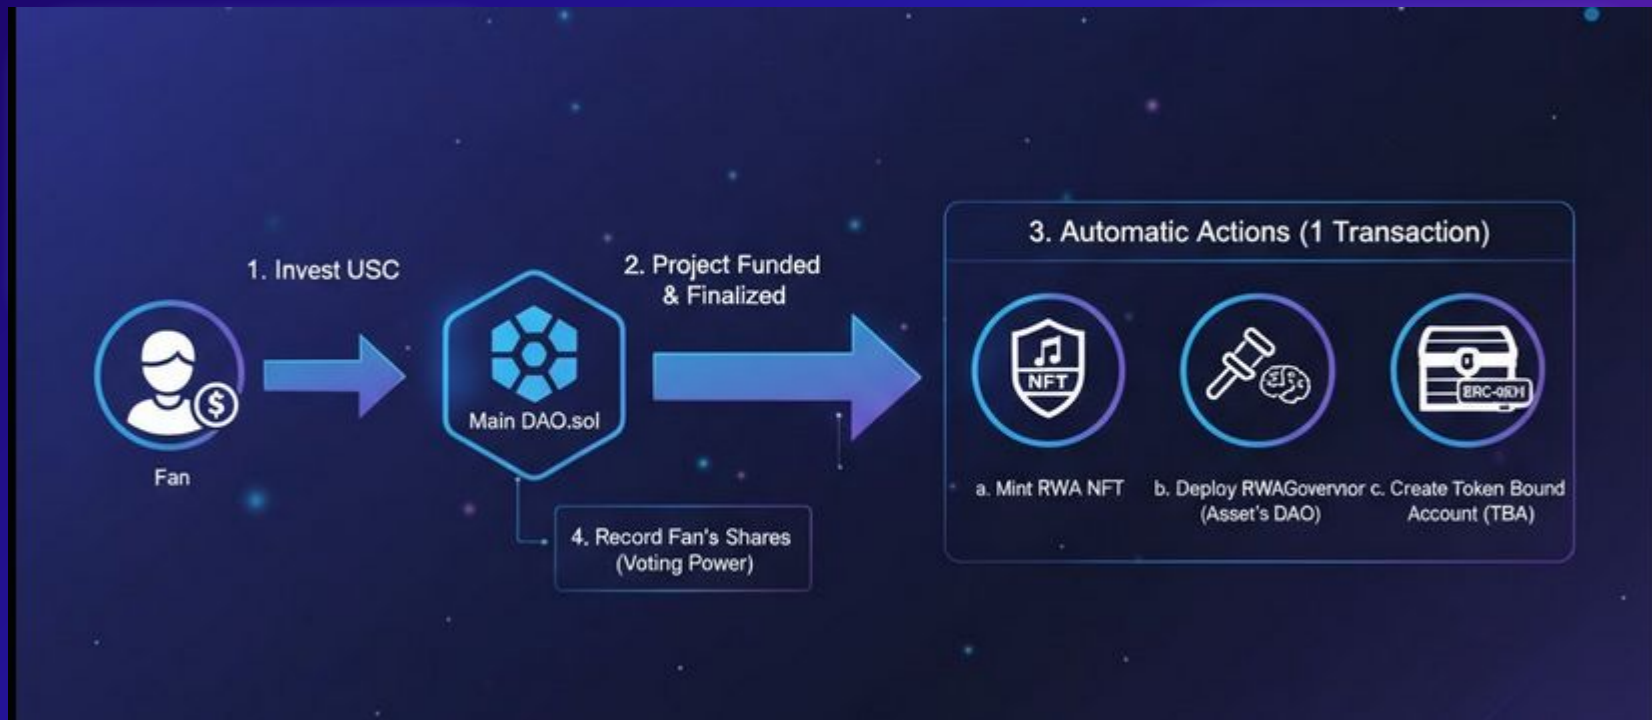 1. Invest USC
Fan
Main DAO.sol
2. Project Funded
& Finalized
4. Record Fan's Shares
(Voting Power)
3. Automatic Actions (1 Transaction)
NFT
a. Mint RWA NFT
b. Deploy RWAGovernor
(Asset's DAO)
c. Create Token Bound
Account (TBA)